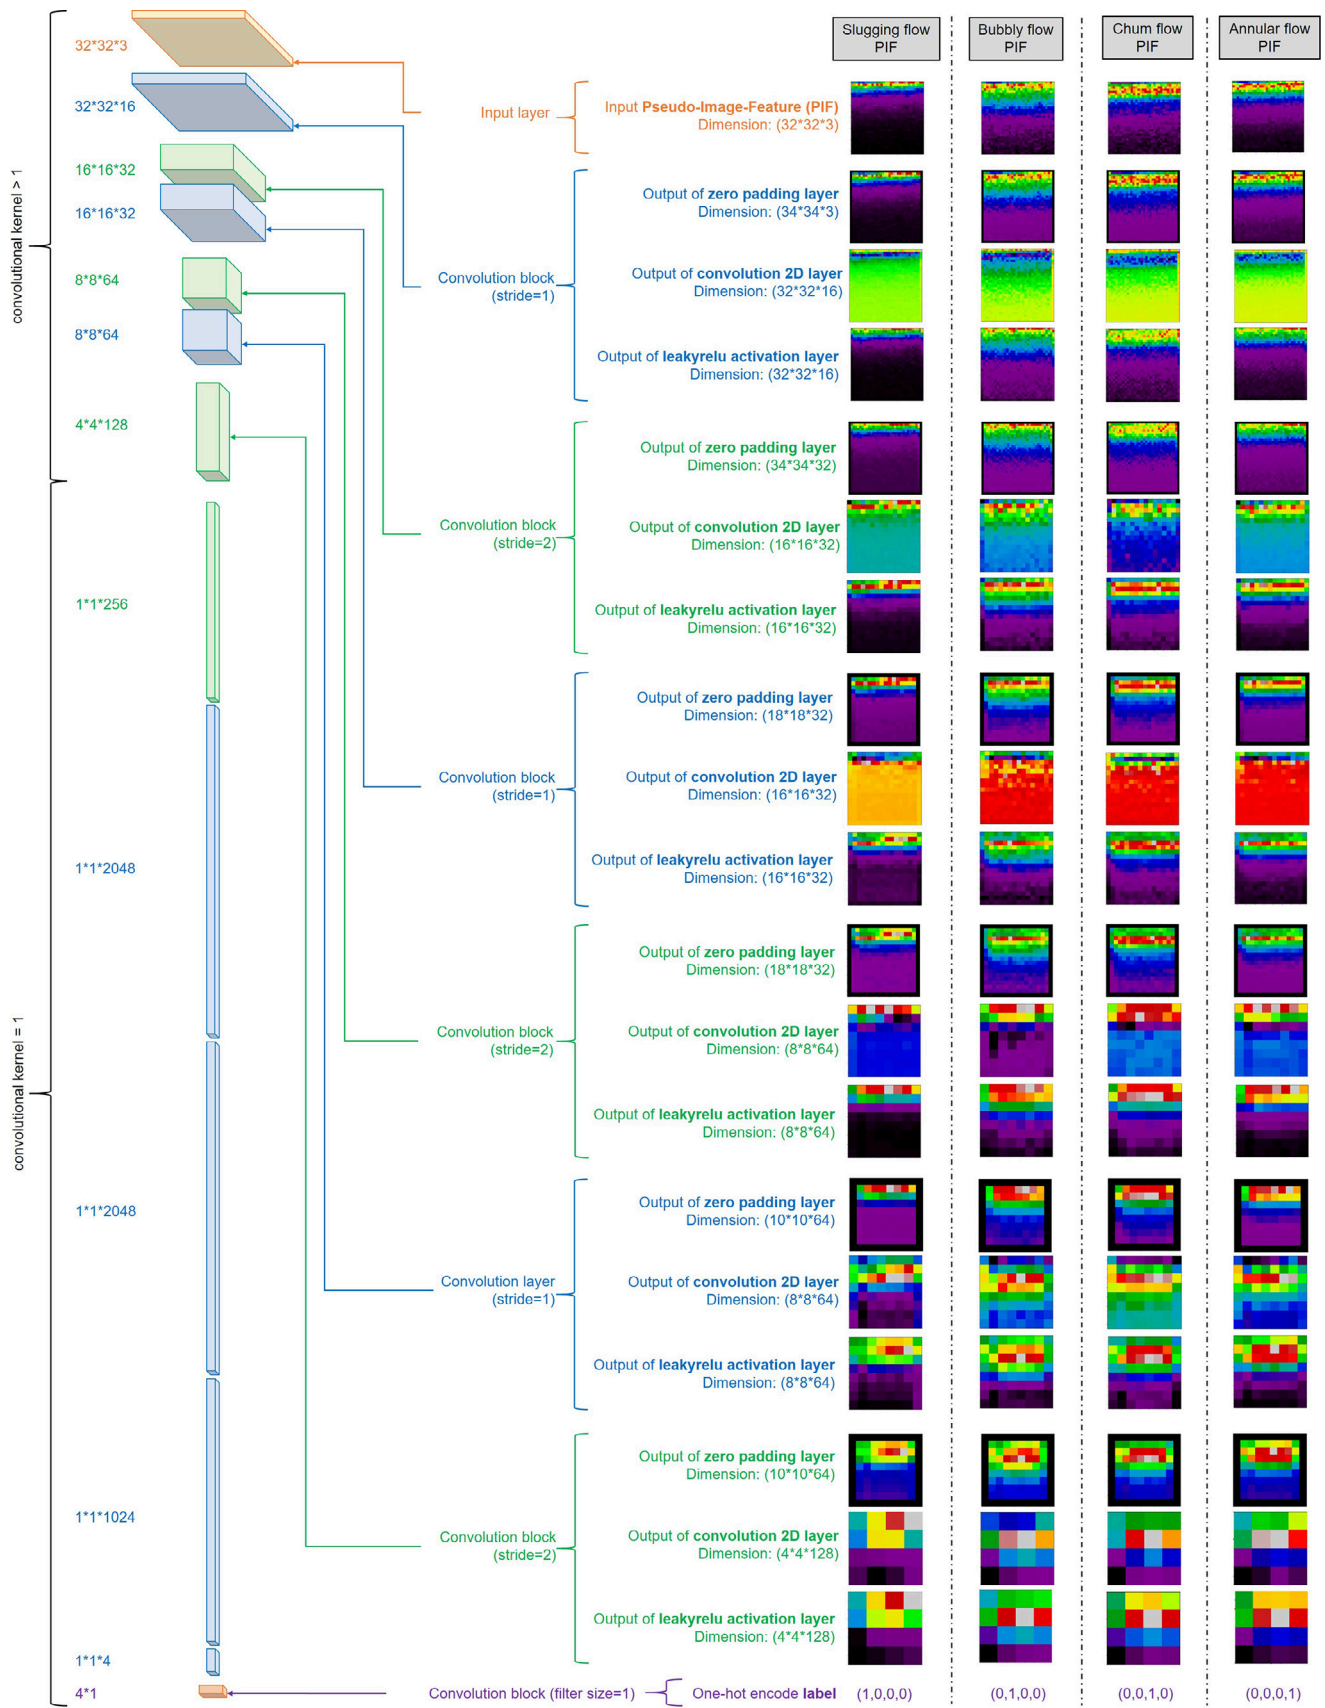 Slugging flow
PIF
Bubbly flow
PIF
Chum flow
PIF
Annular flow
PIF
convolutional kernel > 1
convolutional kernel = 1
32*32*3
32*32*16
16*16*32
16*16*32
8*8*64
8*8*64
4*4*128
1*1*256
1*1*2048
1*1*2048
1*1*1024
1*1*4
4*1
Input layer
Input Pseudo-Image-Feature (PIF)
Dimension: (32*32*3)
Convolution block
(stride=1)
Output of zero padding layer
Dimension: (34*34*3)
Output of convolution 2D layer
Dimension: (32*32*16)
Output of leakyrelu activation layer
Dimension: (32*32*16)
Convolution block
(stride=2)
Output of zero padding layer
Dimension: (34*34*32)
Output of convolution 2D layer
Dimension: (16*16*32)
Output of leakyrelu activation layer
Dimension: (16*16*32)
Convolution block
(stride=1)
Output of zero padding layer
Dimension: (18*18*32)
Output of convolution 2D layer
Dimension: (16*16*32)
Output of leakyrelu activation layer
Dimension: (16*16*32)
Convolution block
(stride=2)
Output of zero padding layer
Dimension: (18*18*32)
Output of convolution 2D layer
Dimension: (8*8*64)
Output of leakyrelu activation layer
Dimension: (8*8*64)
Convolution layer
(stride=1)
Output of zero padding layer
Dimension: (10*10*64)
Output of convolution 2D layer
Dimension: (8*8*64)
Output of leakyrelu activation layer
Dimension: (8*8*64)
Convolution block
(stride=2)
Output of zero padding layer
Dimension: (10*10*64)
Output of convolution 2D layer
Dimension: (4*4*128)
Output of leakyrelu activation layer
Dimension: (4*4*128)
Convolution block (filter size=1)
One-hot encode label
(1,0,0,0)
(0,1,0,0)
(0,0,1,0)
(0,0,0,1)